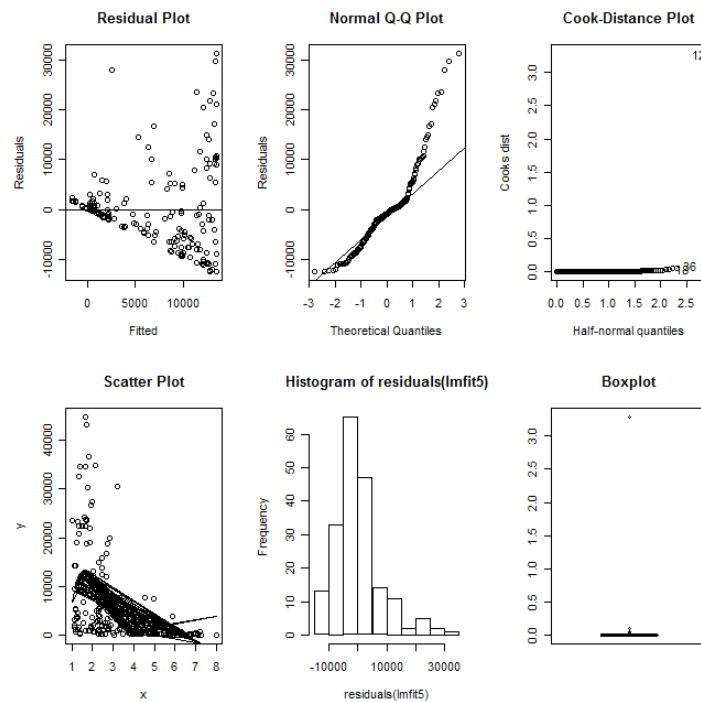 Residual Plot
Residuals
-10000 0 10000 20000 30000
0 5000 10000
Fitted
Normal Q-Q Plot
Residuals
-10000 0 10000 20000 30000
-3 -2 -1 0 1 2 3
Theoretical Quantiles
Cook-Distance Plot
Cooks dist
0.0 0.5 1.0 1.5 2.0 2.5 3.0
12
36
0.0 0.5 1.0 1.5 2.0 2.5
Half-normal quantiles
Scatter Plot
y
0 10000 20000 30000 40000
1 2 3 4 5 6 7 8
x
Histogram of residuals(lmfit5)
Frequency
0 10 20 30 40 50 60
-10000 10000 30000
residuals(lmfit5)
Boxplot
0.0 0.5 1.0 1.5 2.0 2.5 3.0